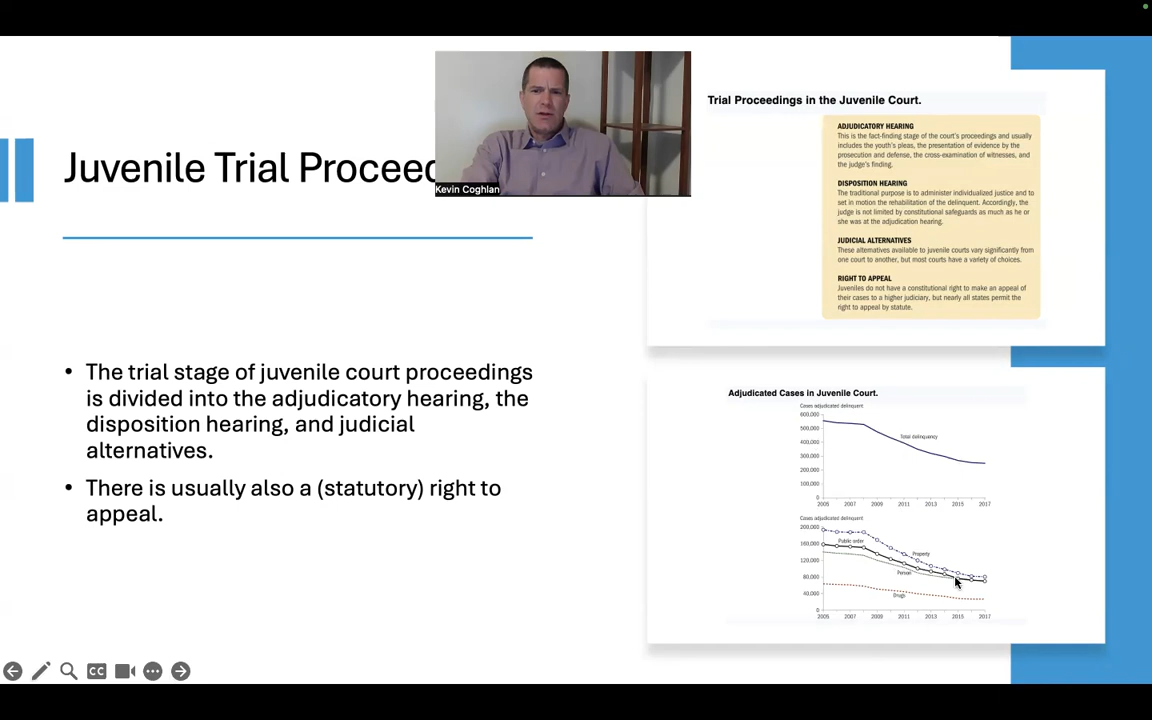 Juvenile Trial Proceed
Kevin Coghlan
The trial stage of juvenile court proceedings
is divided into the adjudicatory hearing, the
disposition hearing, and judicial
alternatives.
There is usually also a (statutory) right to
appeal.
Trial Proceedings in the Juvenile Court.
ADJUDICATORY HEARING
This is the fact-finding stage of the court's proceedings and usually
includes the youth's pleas, the presentation of evidence by the
prosecution and defense, the cross-examination of witnesses, and
the judge's finding.
DISPOSITION HEARING
The traditional purpose is to administer individualized justice and to
set in motion the rehabilitation of the delinquent. Accordingly, the
judge is not limited by constitutional safeguards as much as he or
she was at the adjudication hearing.
JUDICIAL ALTERNATIVES
These alternatives available to juvenile courts vary significantly from
one court to another, but most courts have a variety of choices.
RIGHT TO APPEAL
Juveniles do not have a constitutional right to make an appeal of
their cases to a higher judiciary, but nearly all states permit the
right to appeal by statute.
Adjudicated Cases in Juvenile Court.
Cases adjudicated delinquent
600,000
500,000
400,000
300,000
200,000
100,000
0
Total delinquency
2005 2007 2009 2011 2013 2015 2017
Cases adjudicated delinquent
200,000
160,000
120,000
80,000
40,000
0
Public order
Property
Person
Drugs
2005 2007 2009 2011 2013 2015 2017
CC